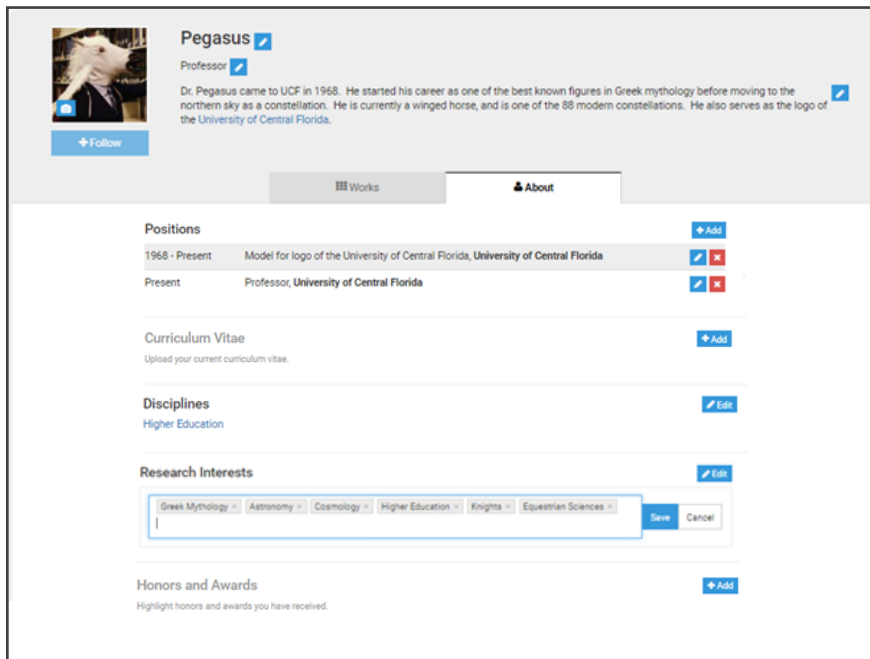 Pegasus
Professor
Dr. Pegasus came to UCF in 1968. He started his career as one of the best known figures in Greek mythology before moving to the
northern sky as a constellation. He is currently a winged horse, and is one of the 88 modern constellations. He also serves as the logo of
the University of Central Florida.
+Follow
Works
About
Positions
+Add
1968 - Present Model for logo of the University of Central Florida, University of Central Florida
Present Professor, University of Central Florida
Curriculum Vitae
+Add
Upload your current curriculum vitae.
Disciplines
Edit
Higher Education
Research Interests
Edit
Greek Mythology × Astronomy × Cosmology × Higher Education × Knights × Equestrian Sciences ×
Save Cancel
Honors and Awards
+Add
Highlight honors and awards you have received.